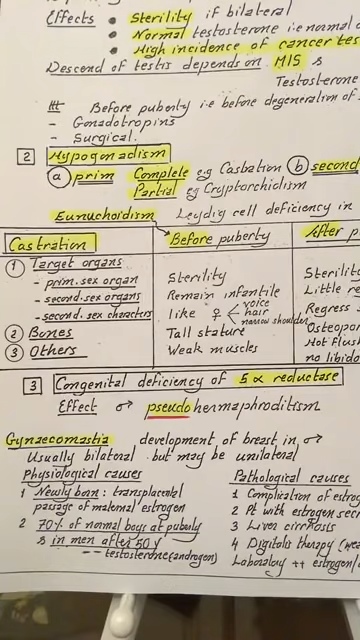 Effects • Sterility if bilateral
• Normal testosterone i.e normal
• High incidence of cancer tes
Descend of testis depends on MIS &
Testosterone
ttt Before puberty i.e before degeneration of
- Gonadotropins
- Surgical.
2 Hypogonadism
a prim Complete e.g Castration b second
Partial e.g Cryptorchidism
Eunuchoidism Leydig cell deficiency in
Castration Before puberty After p
1 Target organs
- prim. sex organ Sterility Sterilit
- second. sex organs Remain infantile Little re
- second. sex characters like ♀ voice hair narrow shoulder Regress
2 Bones Tall stature Osteopor
3 Others Weak muscles Hot flush
no libido
3 Congenital deficiency of 5 α reductase
Effect ♂ pseudohermaphroditism
Gynaecomastia development of breast in ♂
Usually bilateral but may be unilateral
Physiological causes Pathological causes
1 Newly born: transplacental 1 Complication of estrog
passage of maternal estrogen 2 Pt with estrogen secr
2 70% of normal boys at puberty 3 Liver cirrhosis
& in men after 50 y 4 Digitalis therapy
--- testosterone (androgen) Laboratory ++ estrogen